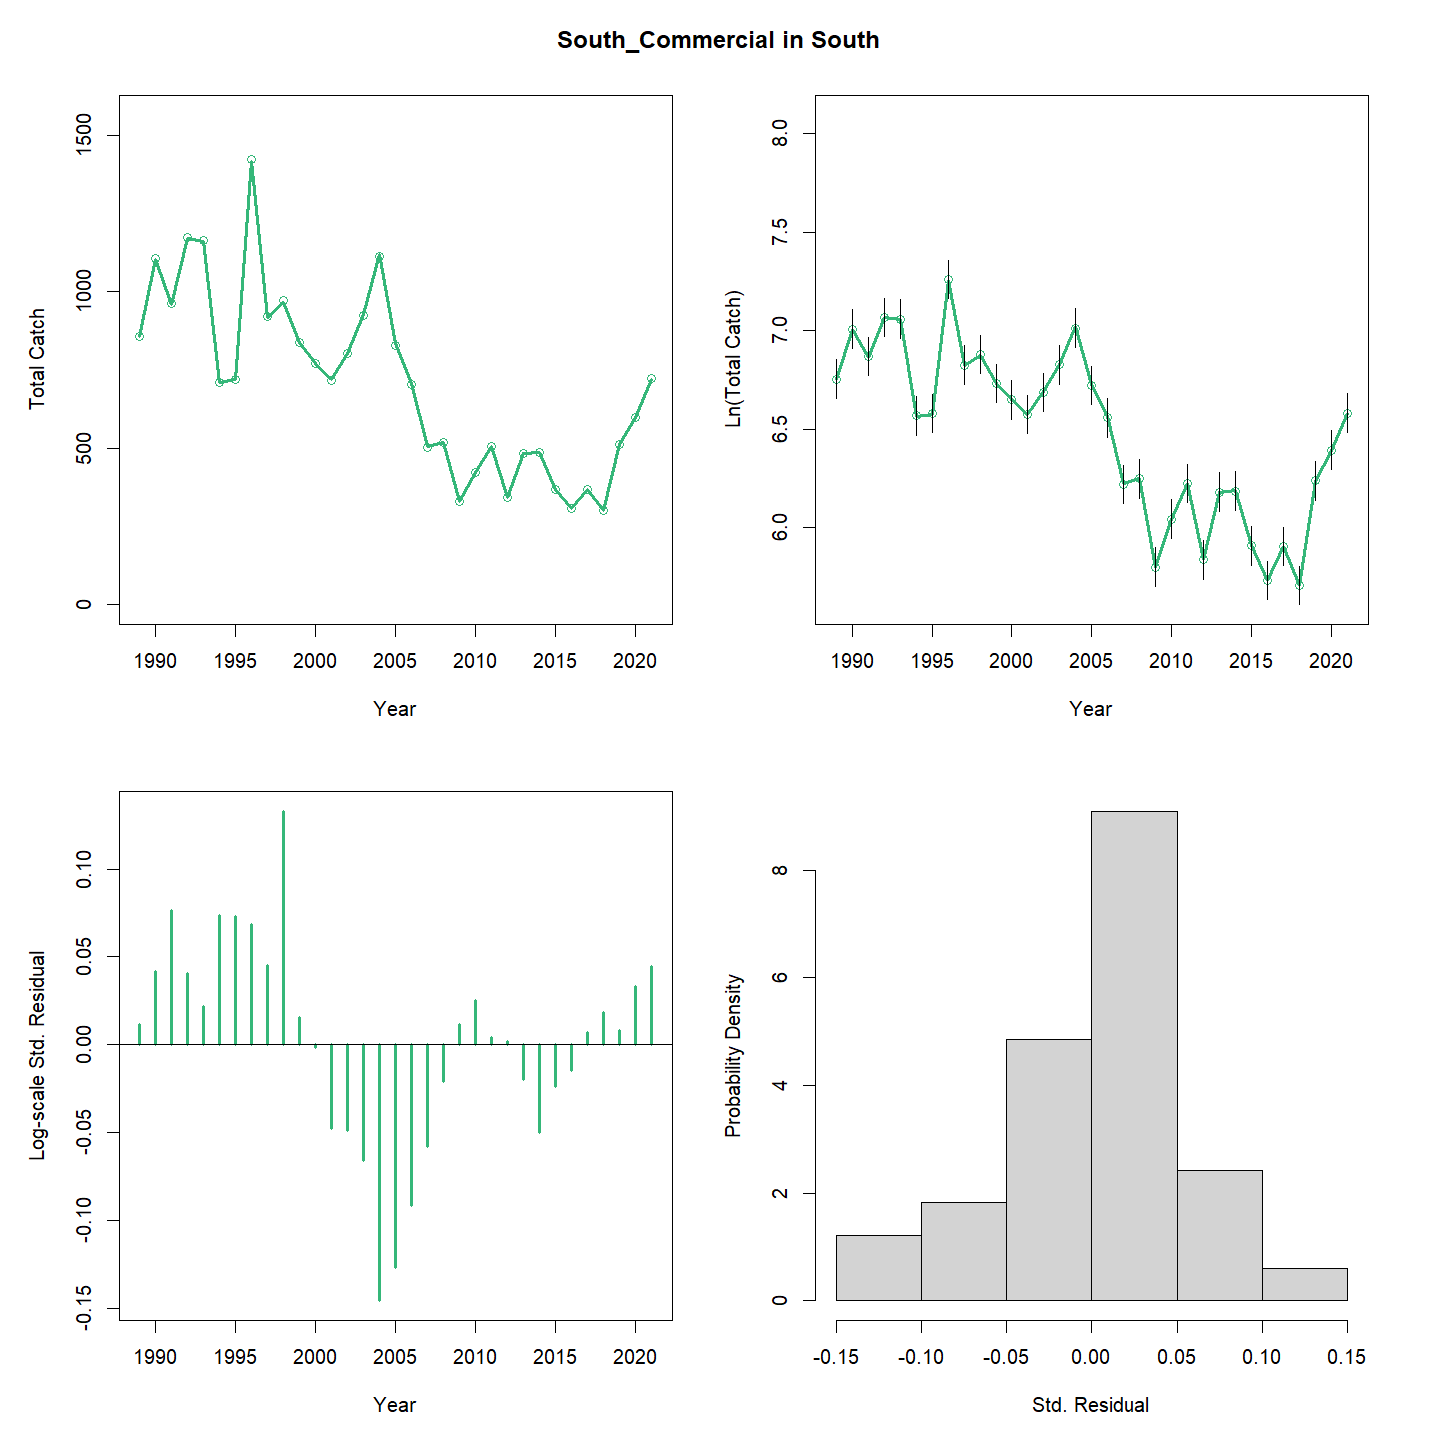 South_Commercial in South
Total Catch
1500
1000
500
0
1990 1995 2000 2005 2010 2015 2020
Year
Ln(Total Catch)
8.0
7.5
7.0
6.5
6.0
1990 1995 2000 2005 2010 2015 2020
Year
Log-scale Std. Residual
0.10
0.05
0.00
-0.05
-0.10
-0.15
1990 1995 2000 2005 2010 2015 2020
Year
Probability Density
8
6
4
2
0
-0.15 -0.10 -0.05 0.00 0.05 0.10 0.15
Std. Residual